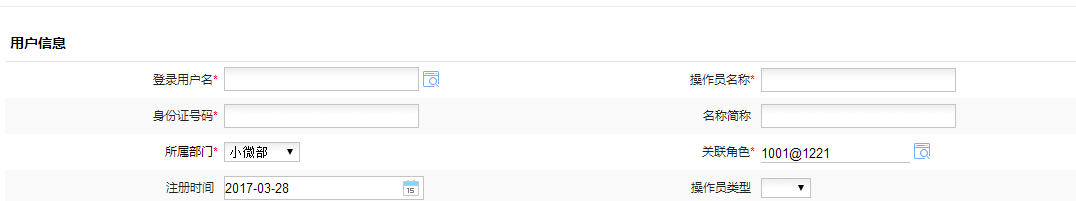 用户信息
登录用户名* 操作员名称*
身份证号码* 名称简称
所属部门* 小微部 关联角色* 1001@1221
注册时间 2017-03-28 15 操作员类型